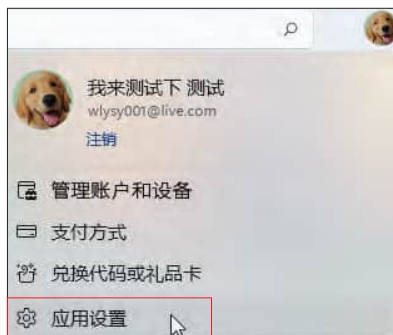 我来测试下 测试
wlysy001@live.com
注销
管理账户和设备
支付方式
兑换代码或礼品卡
应用设置